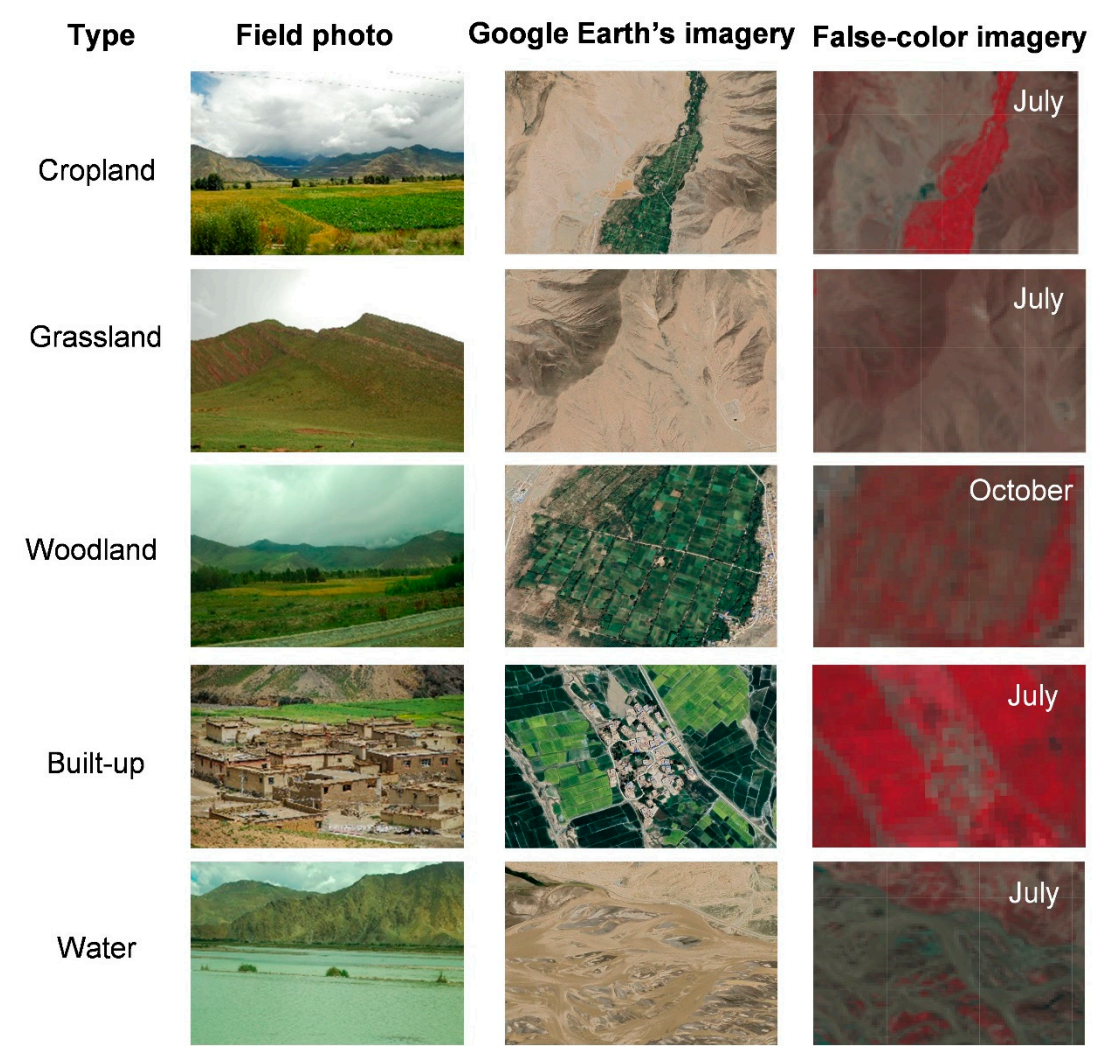 Type Field photo Google Earth's imagery False-color imagery
Cropland July
Grassland July
Woodland October
Built-up July
Water July